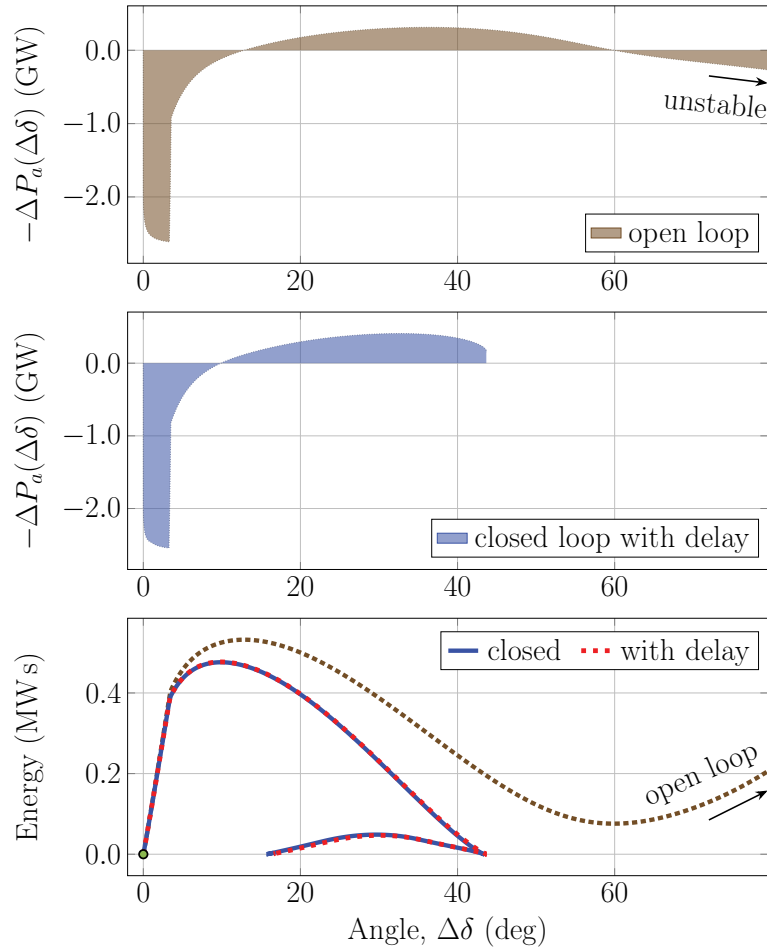 −ΔPₐ(Δδ) (GW)
0.0
−1.0
−2.0
unstable
open loop
0 20 40 60
−ΔPₐ(Δδ) (GW)
0.0
−1.0
−2.0
closed loop with delay
0 20 40 60
Energy (MW s)
closed with delay
0.4
0.2
0.0
open loop
0 20 40 60
Angle, Δδ (deg)